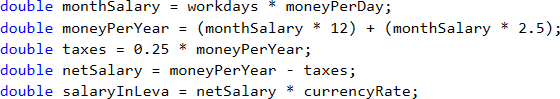 double monthSalary = workdays * moneyPerDay;
double moneyPerYear = (monthSalary * 12) + (monthSalary * 2.5);
double taxes = 0.25 * moneyPerYear;
double netSalary = moneyPerYear - taxes;
double salaryInLeva = netSalary * currencyRate;